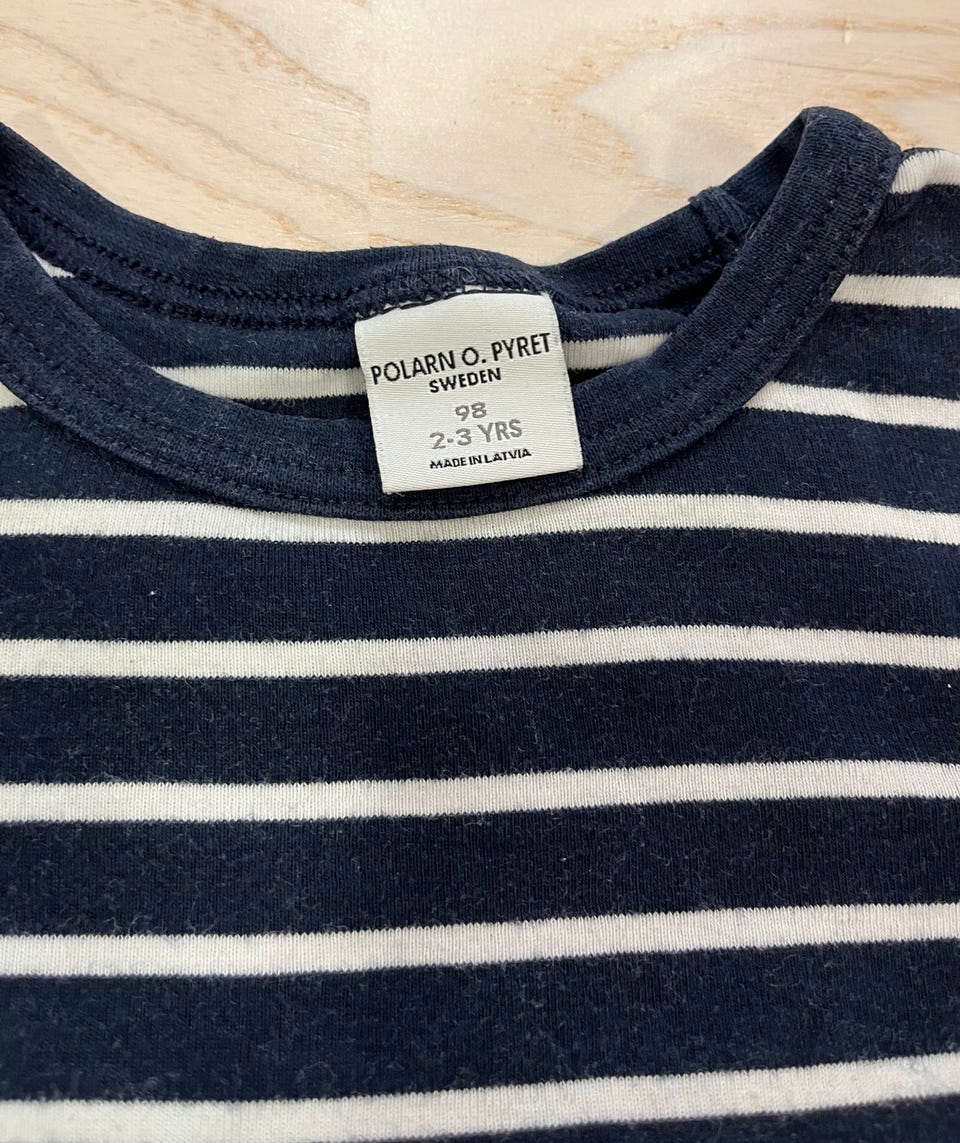 POLARN O. PYRET
SWEDEN
98
2-3 YRS
MADE IN LATVIA